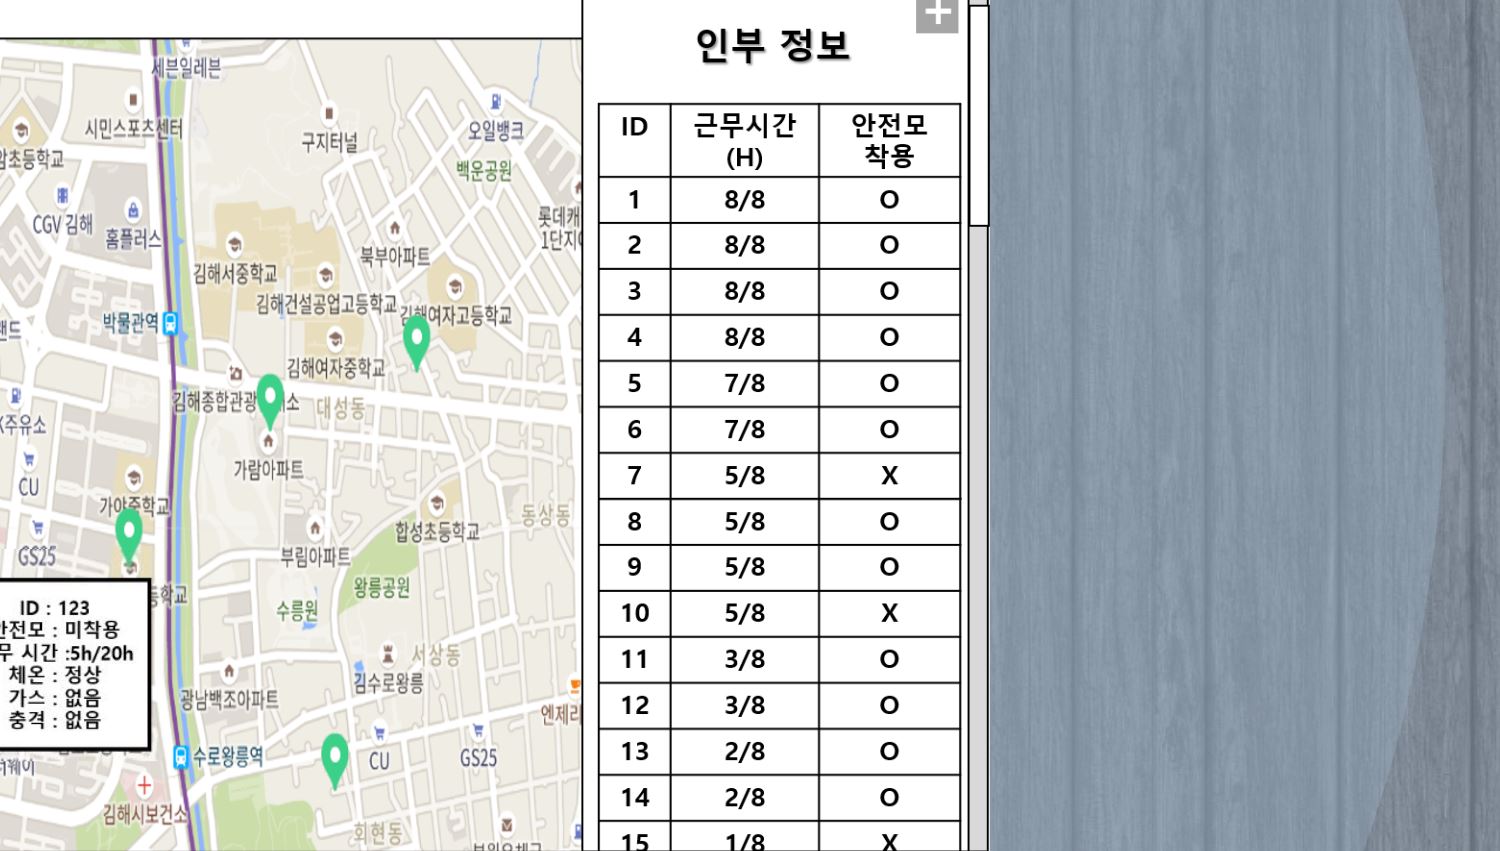 세븐일레븐
시민스포츠센터
구지터널
오일뱅크
암초등학교
백운공원
CGV 김해
홈플러스
롯데캐
1단지
북부아파트
김해서중학교
김해건설공업고등학교
김해여자고등학교
박물관역
랜드
김해여자중학교
김해종합관광
소
대성동
K주유소
가람아파트
CU
가야중학교
합성초등학교
동상동
GS25
부림아파트
왕릉공원
등학교
수릉원
ID : 123
안전모 : 미착용
무 시간 :5h/20h
체온 : 정상
가스 : 없음
충격 : 없음
서상동
김수로왕릉
광남백조아파트
엔제리
수로왕릉역
CU
GS25
김해시보건소
회현동
인부 정보
ID 근무시간 (H) 안전모 착용
1 8/8 O
2 8/8 O
3 8/8 O
4 8/8 O
5 7/8 O
6 7/8 O
7 5/8 X
8 5/8 O
9 5/8 O
10 5/8 X
11 3/8 O
12 3/8 O
13 2/8 O
14 2/8 O
15 1/8 X